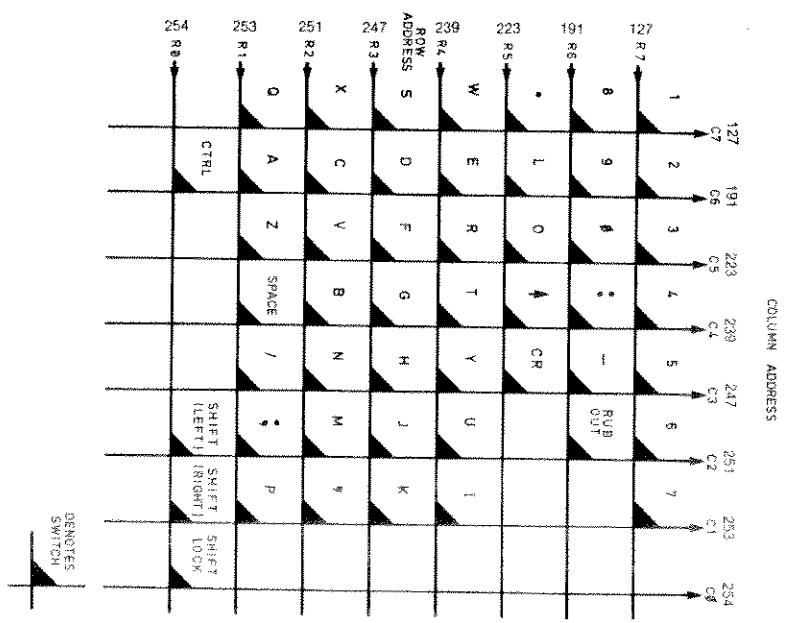 COLUMN ADDRESS
127 191 223 239 247 251 253 254
C7 C6 C5 C4 C3 C2 C1 CØ
127 R7 1 2 3 4 5 6 7
191 R6 8 9 Ø : - RUB OUT
223 R5 . L O ↑ CR
239 R4 W E R T Y U I
ROW
ADDRESS
247 R3 S D F G H J K
251 R2 X C V B N M ,
253 R1 Q A Z SPACE / ; P
254 RØ CTRL SHIFT (LEFT) SHIFT (RIGHT) SHIFT LOCK
DENOTES
SWITCH